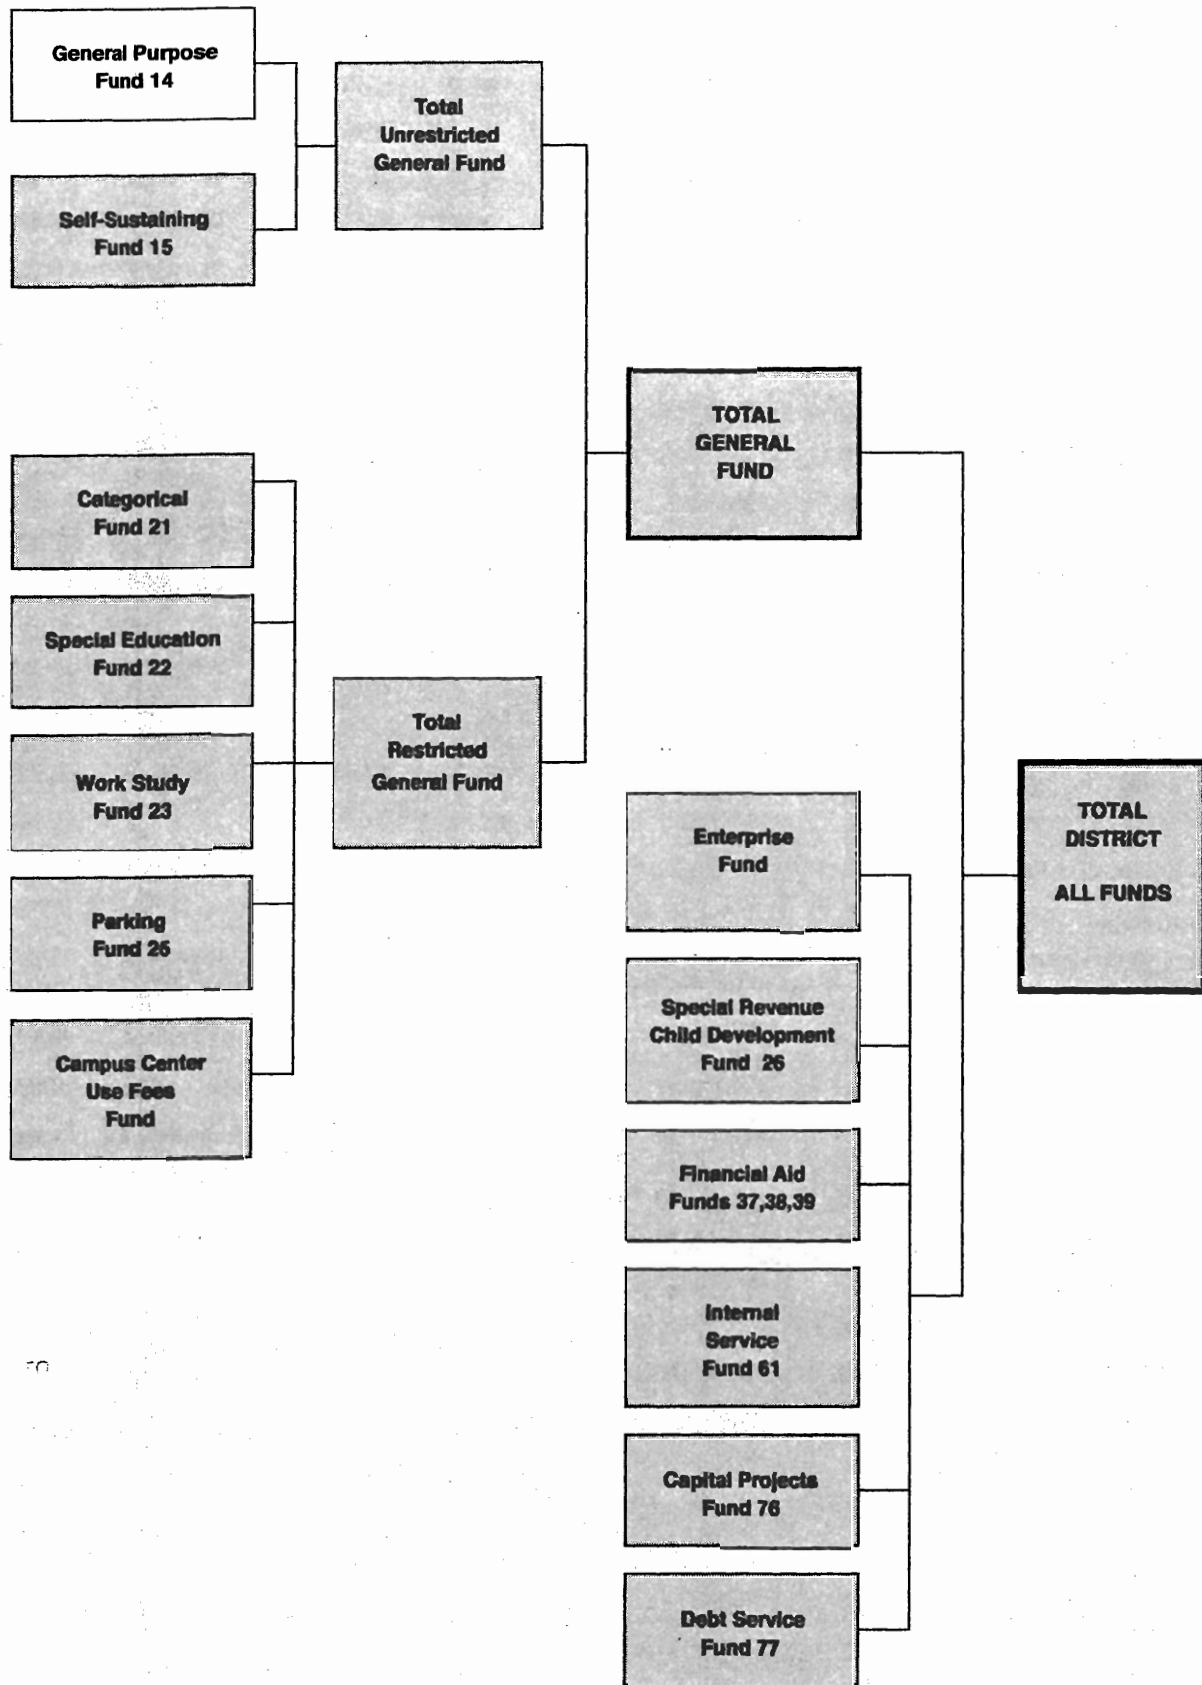 General Purpose
Fund 14
Total
Unrestricted
General Fund
Self-Sustaining
Fund 15
TOTAL
GENERAL
FUND
Categorical
Fund 21
Special Education
Fund 22
Total
Restricted
General Fund
Work Study
Fund 23
Parking
Fund 25
Campus Center
Use Fees
Fund
Enterprise
Fund
TOTAL
DISTRICT
ALL FUNDS
Special Revenue
Child Development
Fund 26
Financial Aid
Funds 37,38,39
Internal
Service
Fund 61
Capital Projects
Fund 76
Debt Service
Fund 77